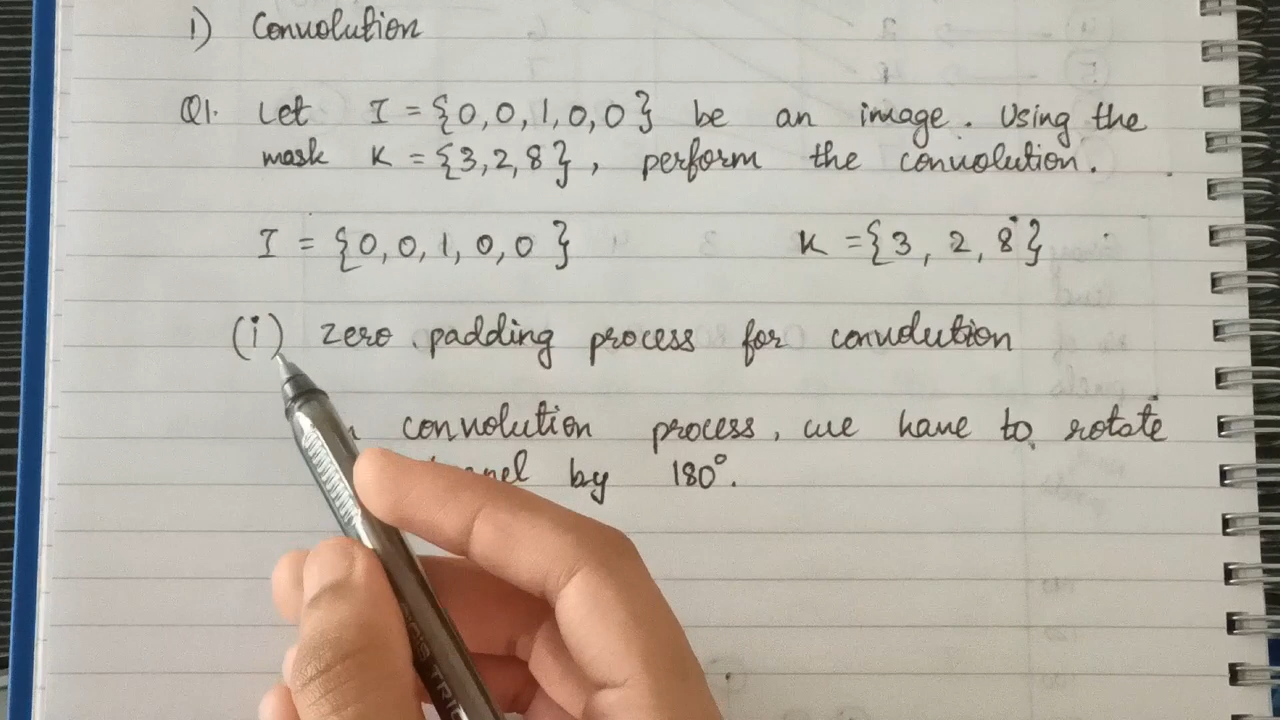 1) Convolution
Q1. Let I = {0,0,1,0,0} be an image. Using the
mask K = {3,2,8}, perform the convolution.
I = {0,0,1,0,0} K = {3, 2, 8}
(i) Zero padding process for convolution
convolution process, we have to rotate
by 180°.